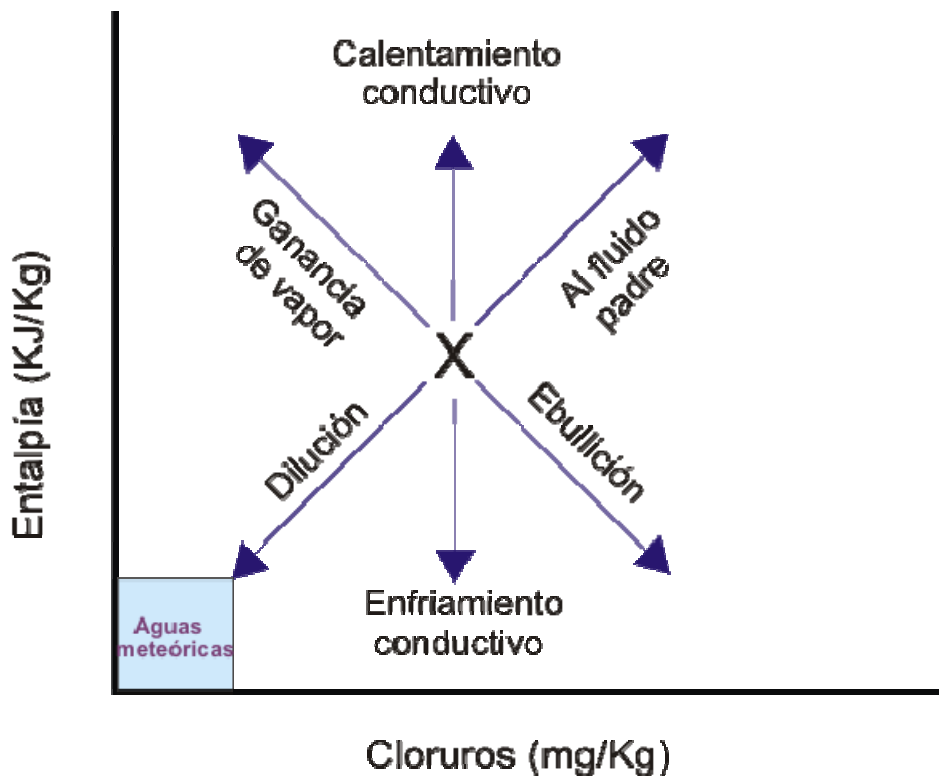 Calentamiento
conductivo
Ganancia
de vapor
Al fluido
padre
X
Dilución
Ebullición
Enfriamiento
conductivo
Aguas
meteóricas
Entalpía (KJ/Kg)
Cloruros (mg/Kg)